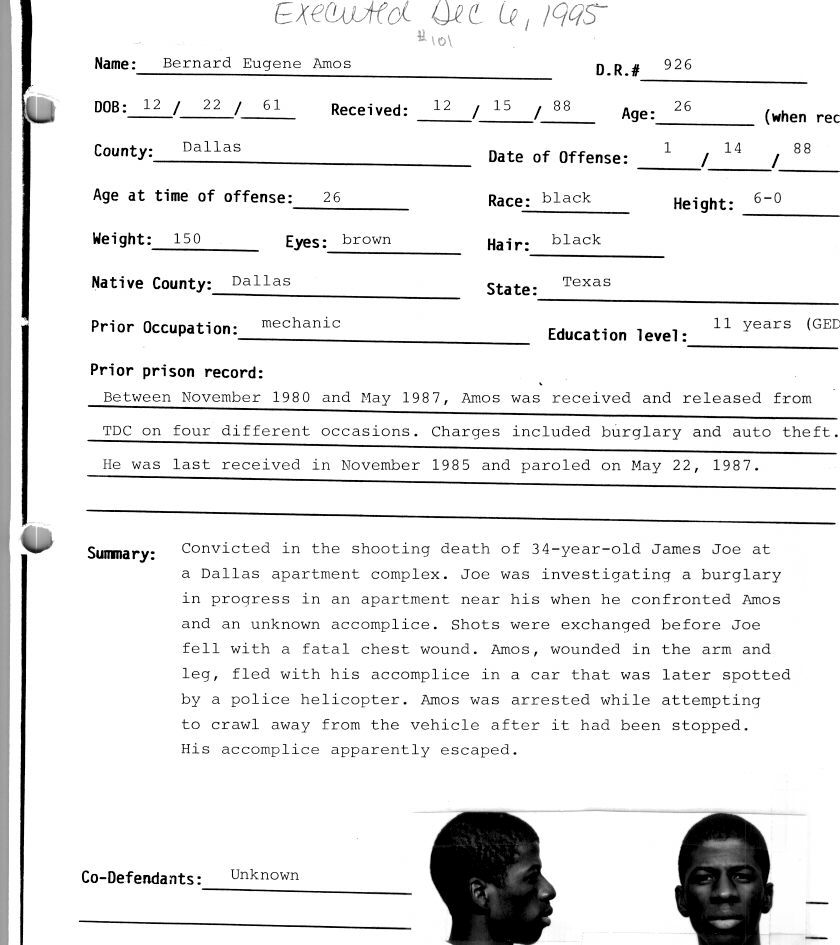 Executed Dec 6, 1995
#101
Name: Bernard Eugene Amos D.R.# 926
DOB: 12 / 22 / 61 Received: 12 / 15 / 88 Age: 26 (when rec
County: Dallas Date of Offense: 1 / 14 / 88
Age at time of offense: 26 Race: black Height: 6-0
Weight: 150 Eyes: brown Hair: black
Native County: Dallas State: Texas
Prior Occupation: mechanic Education level: 11 years (GED
Prior prison record:
Between November 1980 and May 1987, Amos was received and released from
TDC on four different occasions. Charges included burglary and auto theft.
He was last received in November 1985 and paroled on May 22, 1987.
Summary: Convicted in the shooting death of 34-year-old James Joe at
a Dallas apartment complex. Joe was investigating a burglary
in progress in an apartment near his when he confronted Amos
and an unknown accomplice. Shots were exchanged before Joe
fell with a fatal chest wound. Amos, wounded in the arm and
leg, fled with his accomplice in a car that was later spotted
by a police helicopter. Amos was arrested while attempting
to crawl away from the vehicle after it had been stopped.
His accomplice apparently escaped.
Co-Defendants: Unknown